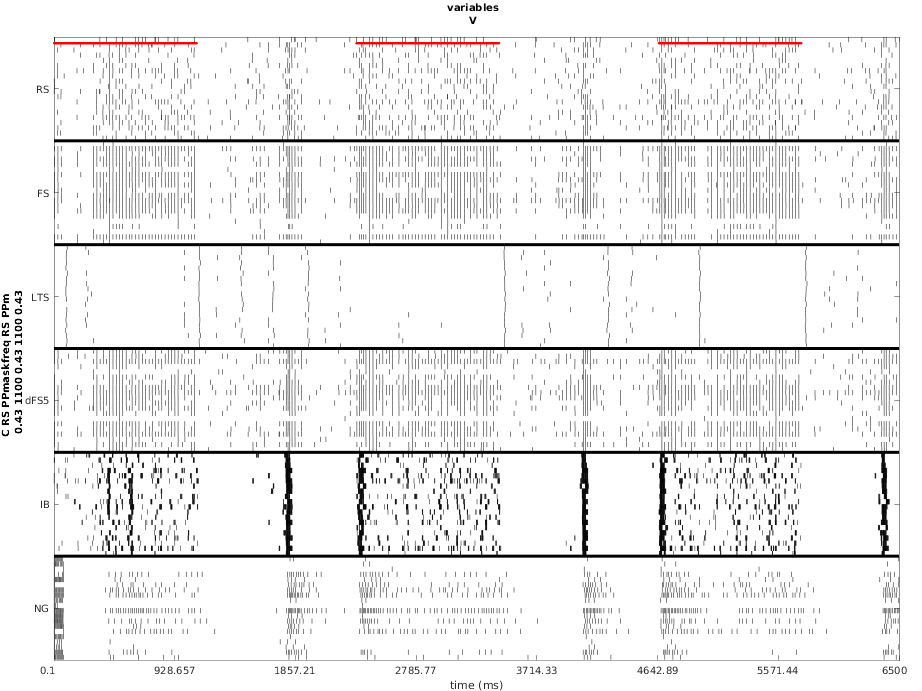 variables
V
C RS PPmaskfreq RS PPm
0.43 1100 0.43 1100 0.43
RS
FS
LTS
dFS5
IB
NG
0.1 928.657 1857.21 2785.77 3714.33 4642.89 5571.44 6500
time (ms)